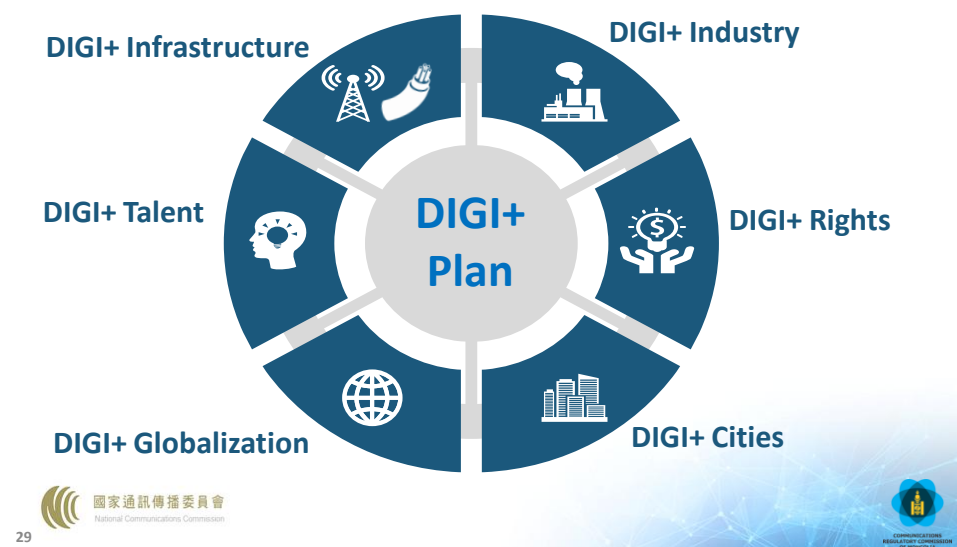 DIGI+ Infrastructure
DIGI+ Industry
DIGI+ Talent
DIGI+
Plan
DIGI+ Rights
DIGI+ Globalization
DIGI+ Cities
國家通訊傳播委員會
National Communications Commission
29
COMMUNICATIONS
REGULATORY COMMISSION